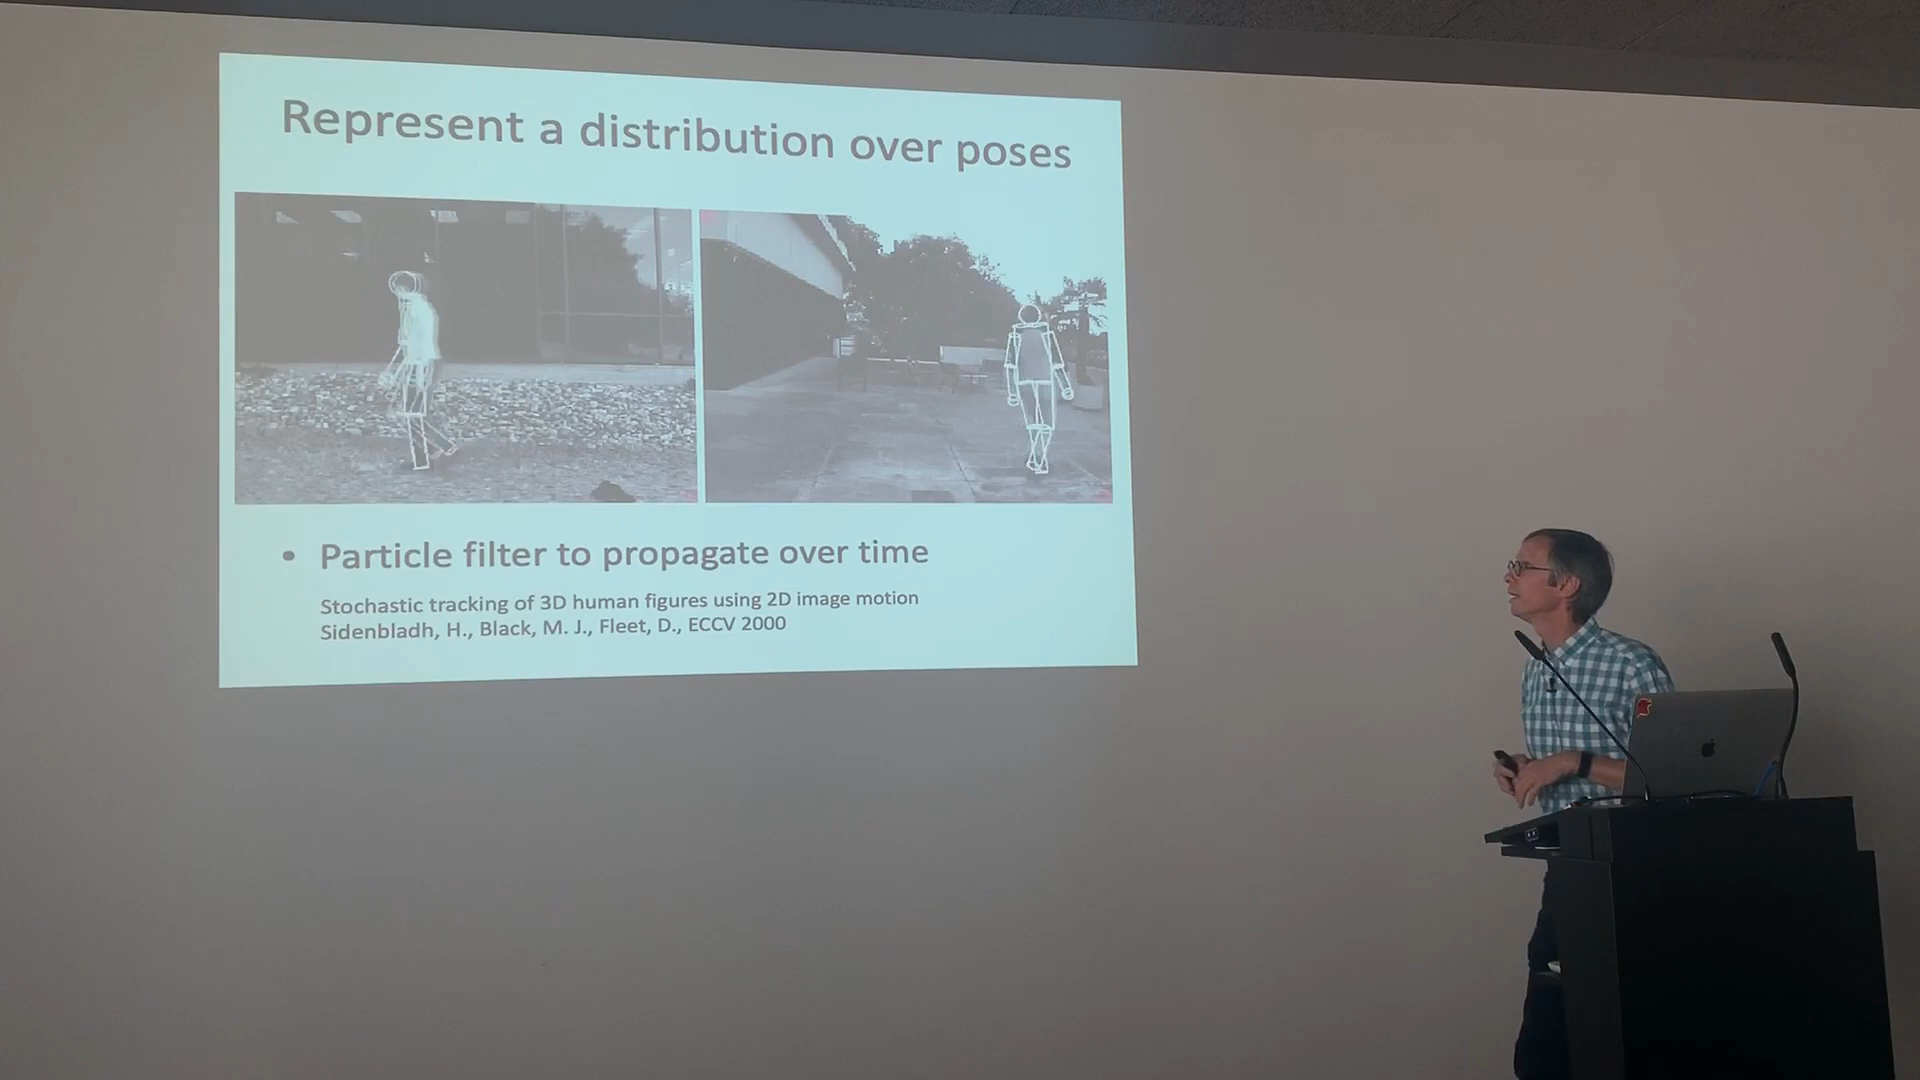 Represent a distribution over poses
• Particle filter to propagate over time
Stochastic tracking of 3D human figures using 2D image motion
Sidenbladh, H., Black, M. J., Fleet, D., ECCV 2000